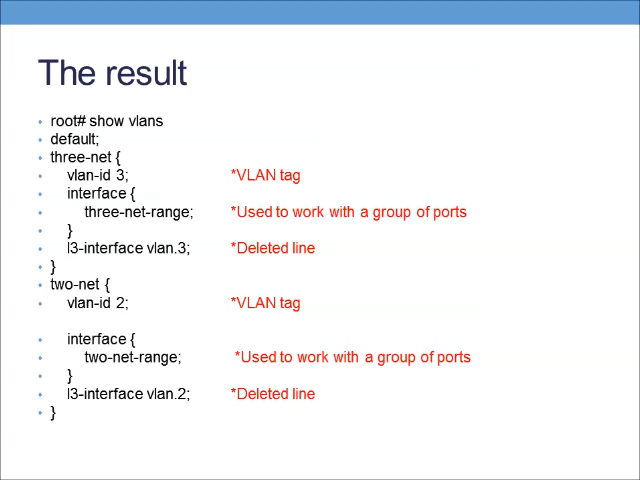 The result
• root# show vlans
• default;
• three-net {
• vlan-id 3; *VLAN tag
• interface {
• three-net-range; *Used to work with a group of ports
• }
• l3-interface vlan.3; *Deleted line
• }
• two-net {
• vlan-id 2; *VLAN tag
• interface {
• two-net-range; *Used to work with a group of ports
• }
• l3-interface vlan.2; *Deleted line
• }